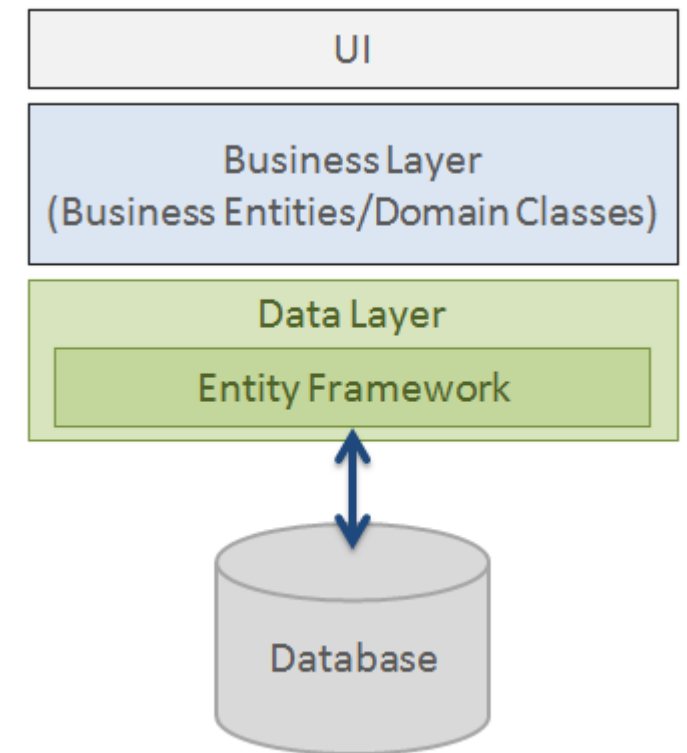 UI
Business Layer
(Business Entities/Domain Classes)
Data Layer
Entity Framework
Database